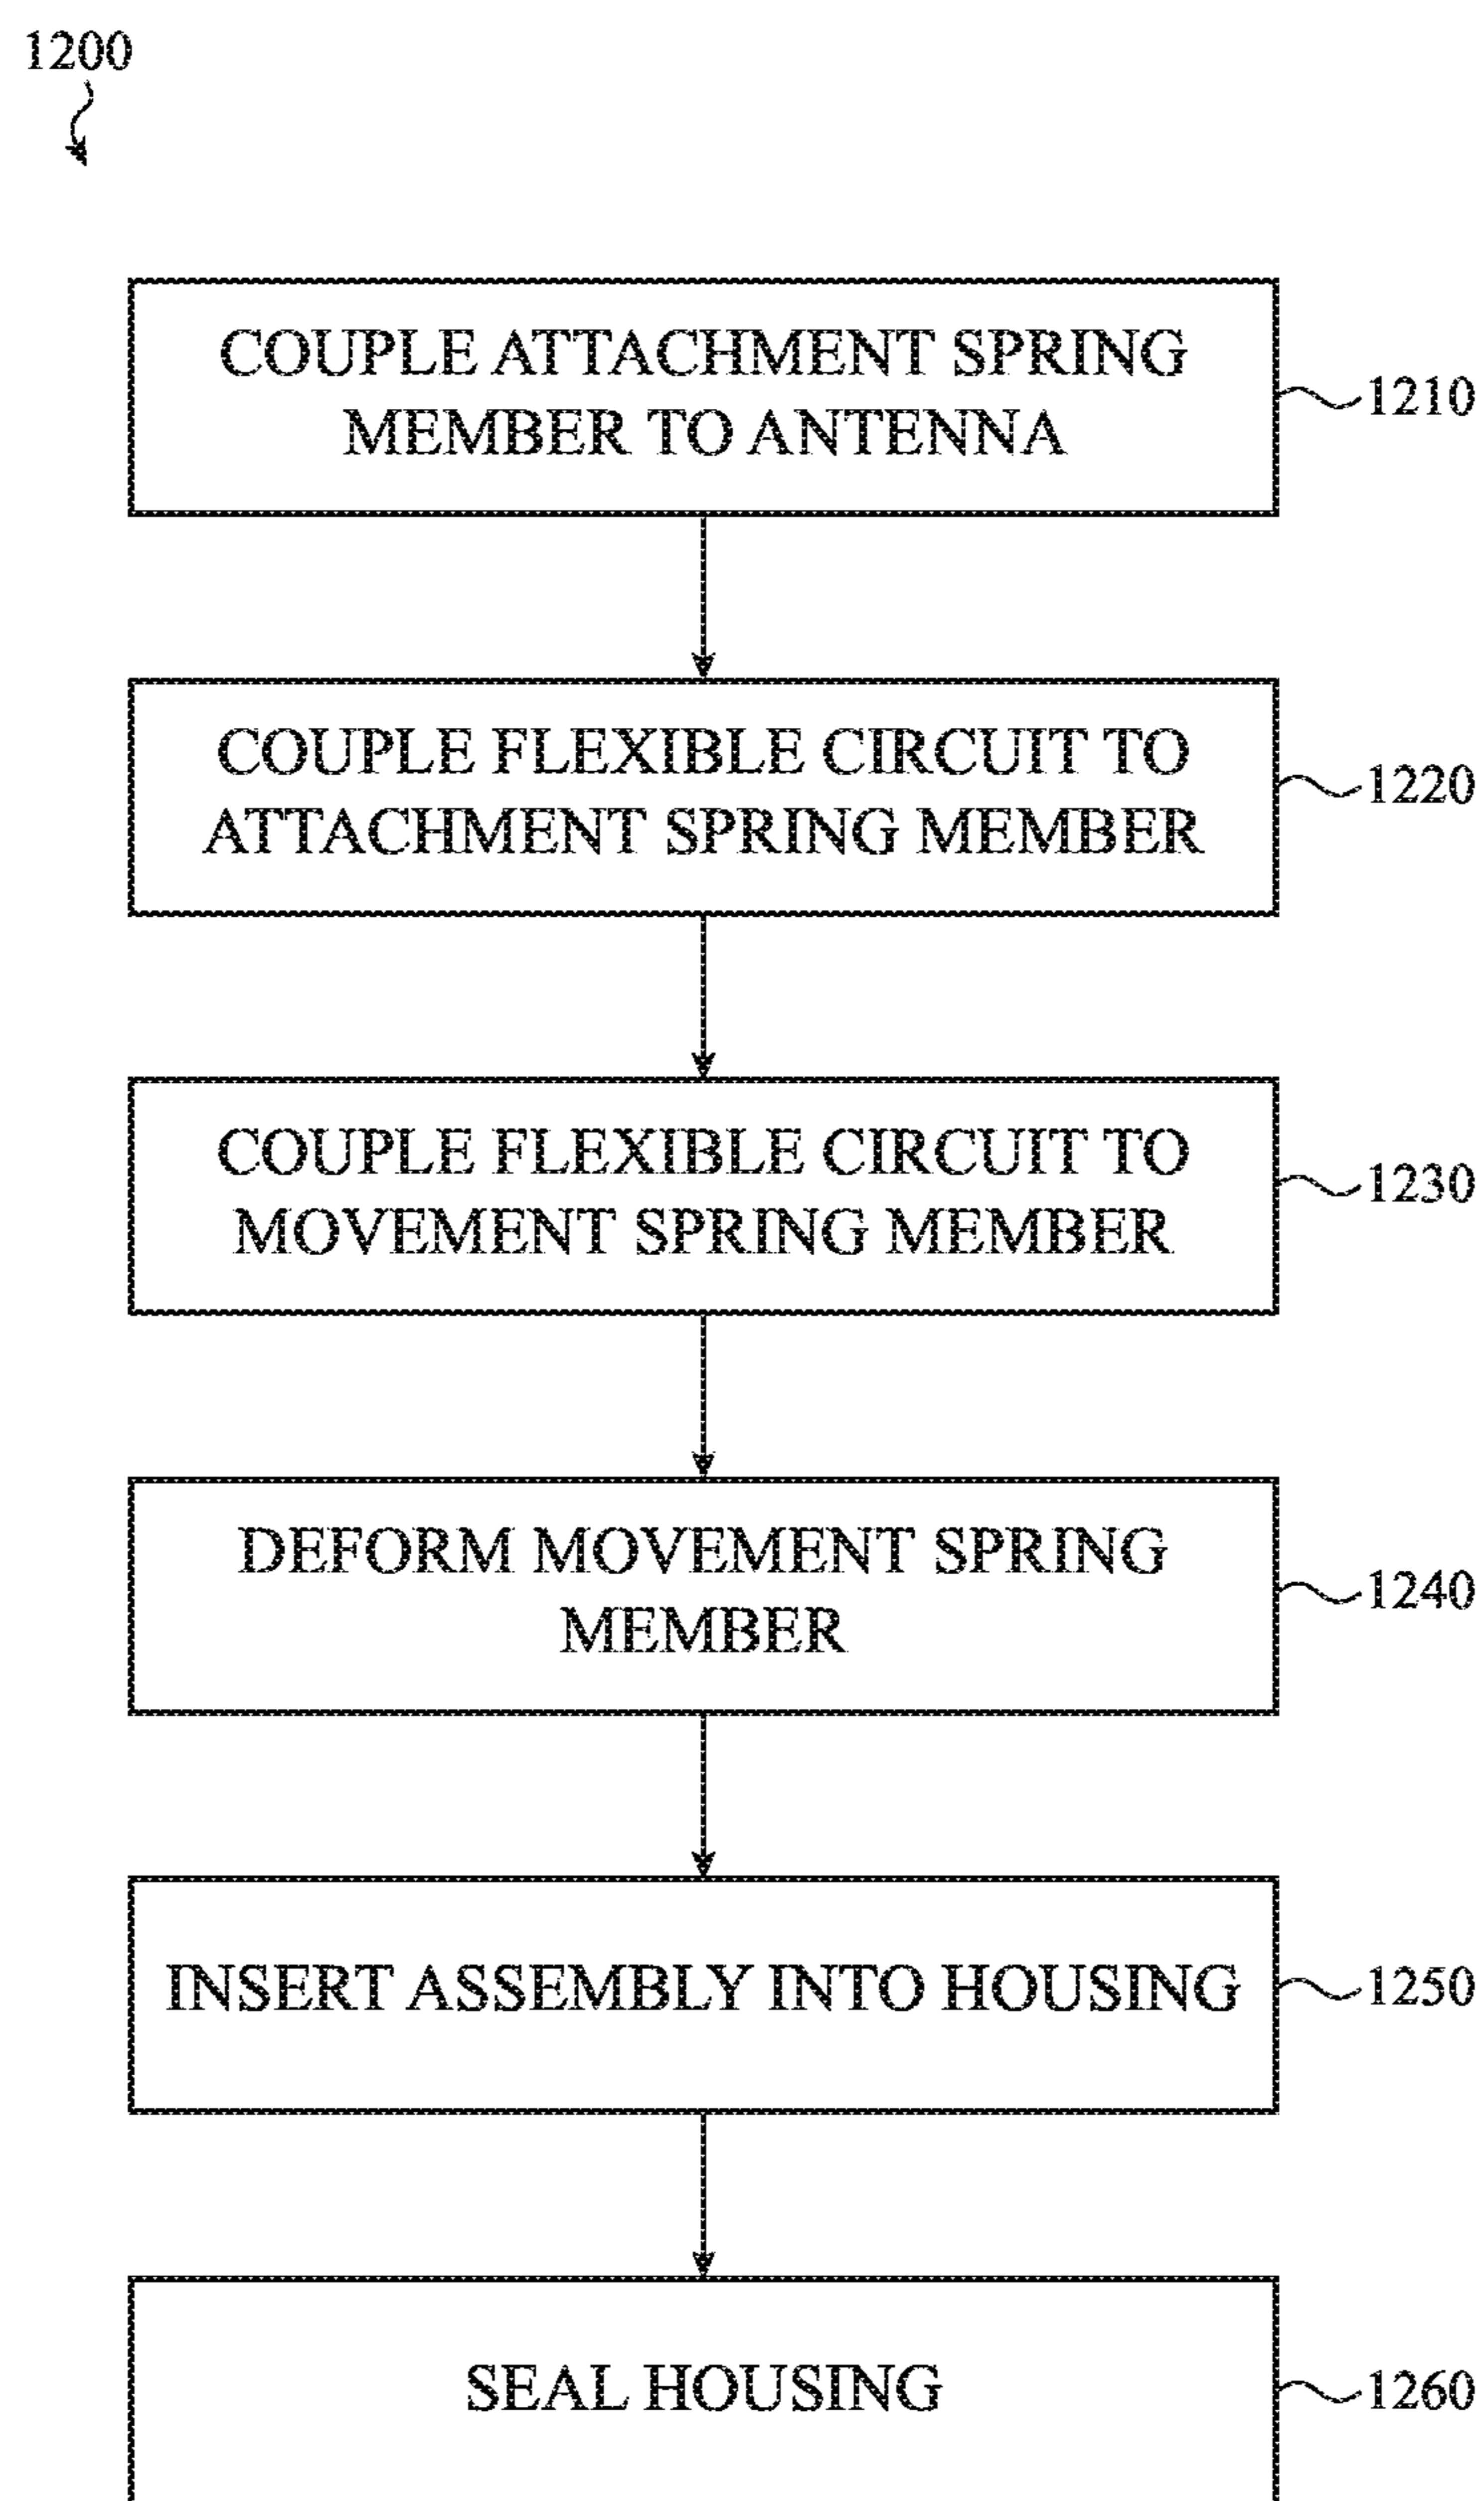 1200
COUPLE ATTACHMENT SPRING
MEMBER TO ANTENNA
1210
COUPLE FLEXIBLE CIRCUIT TO
ATTACHMENT SPRING MEMBER
1220
COUPLE FLEXIBLE CIRCUIT TO
MOVEMENT SPRING MEMBER
1230
DEFORM MOVEMENT SPRING
MEMBER
1240
INSERT ASSEMBLY INTO HOUSING
1250
SEAL HOUSING
1260